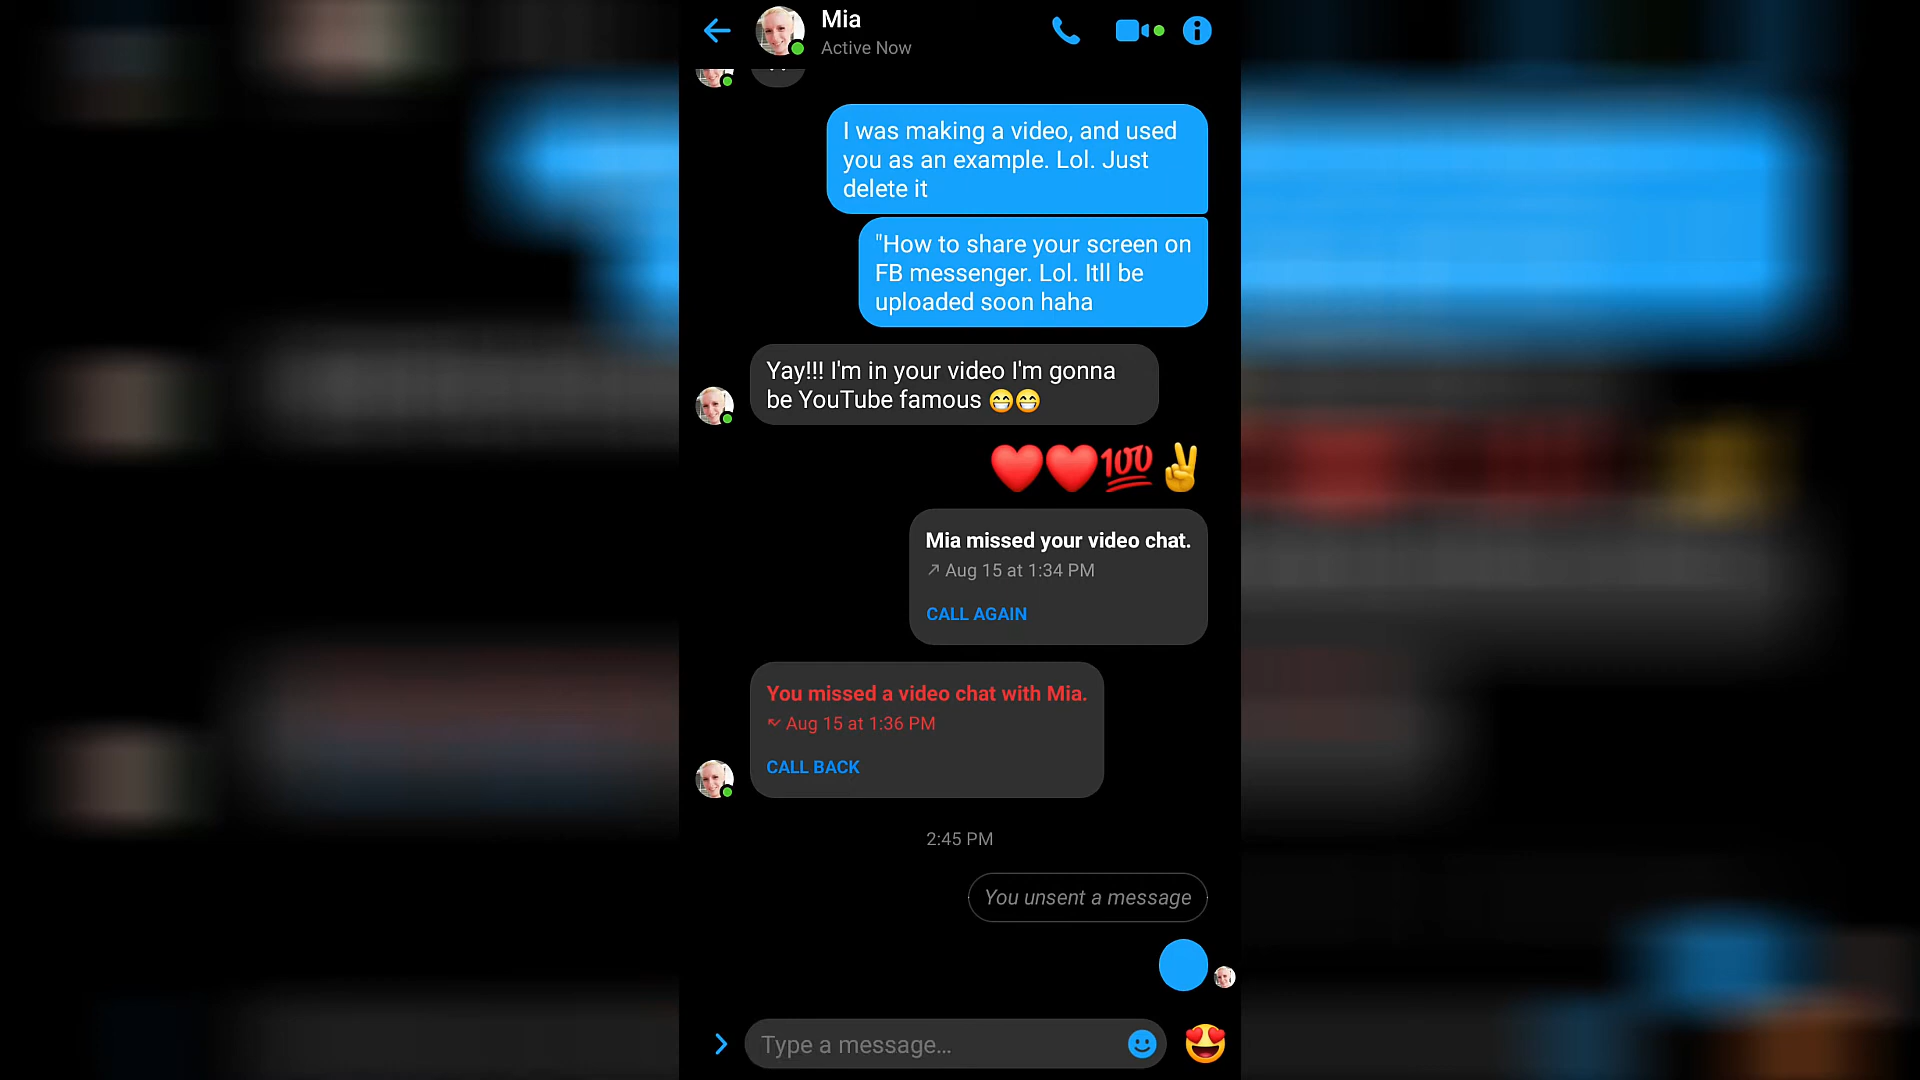 Mia
Active Now
I was making a video, and used
you as an example. Lol. Just
delete it
"How to share your screen on
FB messenger. Lol. Itll be
uploaded soon haha
Yay!!! I'm in your video I'm gonna
be YouTube famous 😁😁
❤️❤️💯✌️
Mia missed your video chat.
↗ Aug 15 at 1:34 PM
CALL AGAIN
You missed a video chat with Mia.
Aug 15 at 1:36 PM
CALL BACK
2:45 PM
You unsent a message
Type a message...